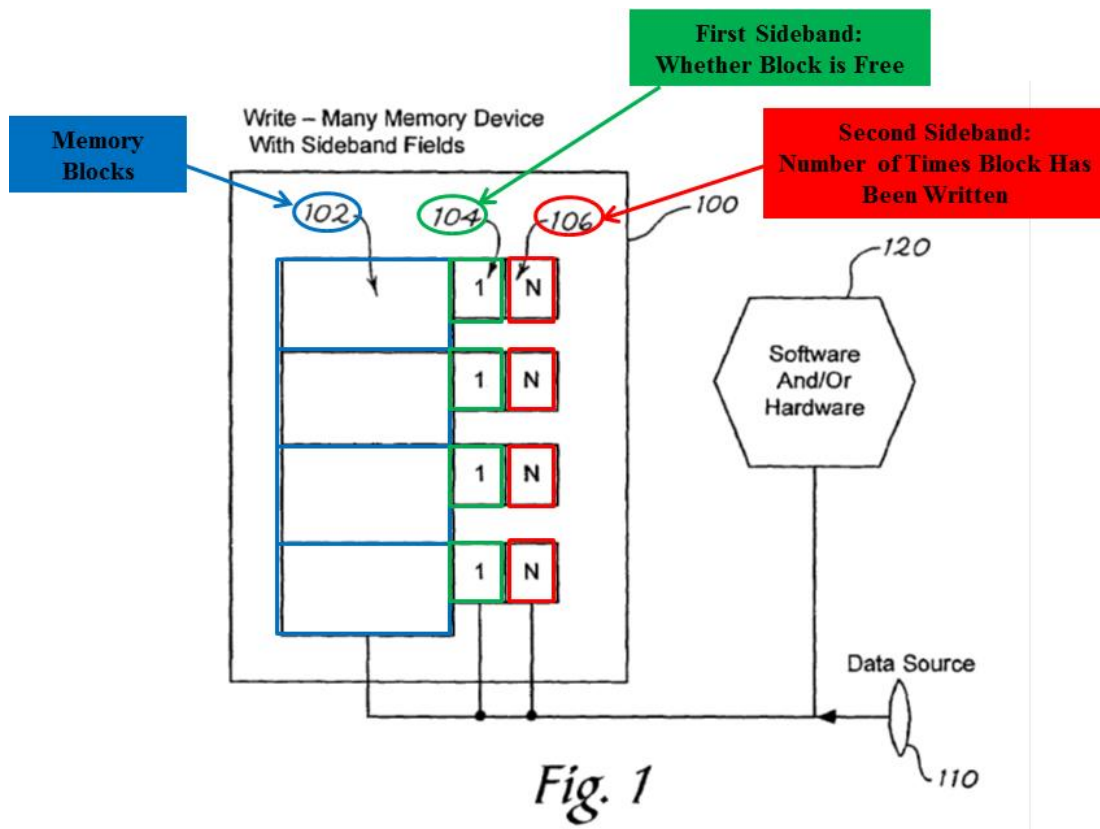 First Sideband:
Whether Block is Free
Write – Many Memory Device
With Sideband Fields
Memory
Blocks
Second Sideband:
Number of Times Block Has
Been Written
102
104
106
100
120
1 N
1 N
1 N
1 N
Software
And/Or
Hardware
Data Source
110
Fig. 1